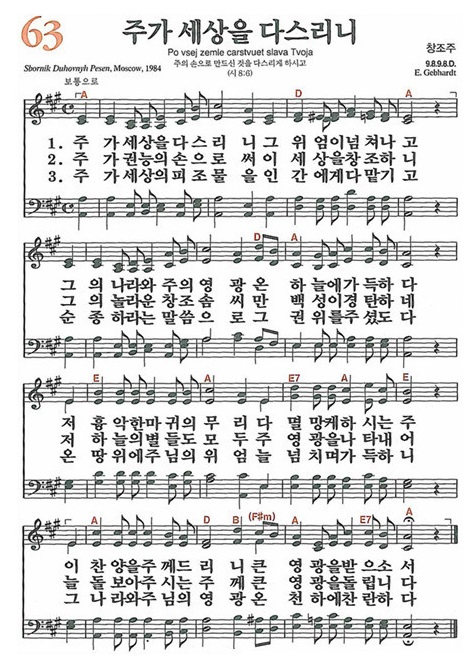 63
주가 세상을 다스리니
Po vsej zemle carstvuet slava Tvoja
창조주
Sbornik Duhovnyh Pesen, Moscow, 1984
주의 손으로 만드신 것을 다스리게 하시고
9.8.9.8.D.
보통으로
(시 8:6)
E. Gebhardt
A D A
1. 주 가 세상을 다스 리 니 그 위 엄이 넘 쳐나 고
2. 주 가 권능의 손으 로 써 이 세 상을 창조하 니
3. 주 가 세상의 피조 물 을 인 간 에게 다 맡기 고
D A
그 의 나라와 주의 영 광 온 하 늘에 가 득하 다
그 의 놀라운 창조 솜 씨 만 백 성이 경 탄하 네
순 종 하라는 말씀 으 로 그 권 위를 주 셨도 다
E A E7 A E
저 흉 악한 마 귀의 무 리 다 멸 망케 하 시는 주
저 하 늘의 별 들도 모 두 주 영 광을 나 타내 어
온 땅 위에 주 님의 위 엄 늘 넘 치며 가 득하 니
A D B (F#m) A E7 A
이 찬 양을 주 께드 리 니 큰 영 광을 받 으소 서
늘 돌 보아 주 시는 주 께 큰 영 광을 돌 립니 다
그 나 라와 주 님의 영 광 온 천 하에 찬 란하 다